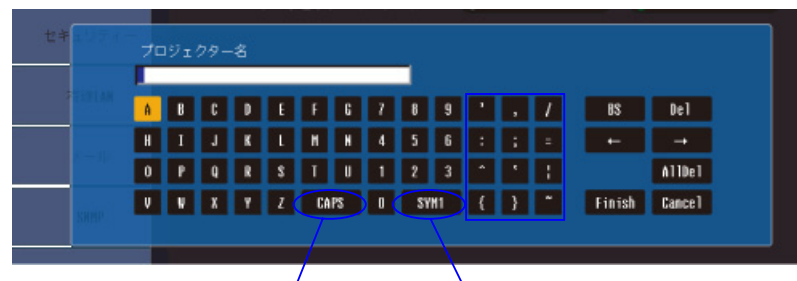 セキュリティー
プロジェクター名
A B C D E F G 7 8 9 ' , / BS Del
H I J K L M N 4 5 6 : ; = ← →
O P Q R S T U 1 2 3 ^ ` ¦ AllDel
V W X Y Z CAPS 0 SYM1 { } ~ Finish Cancel
SNMP